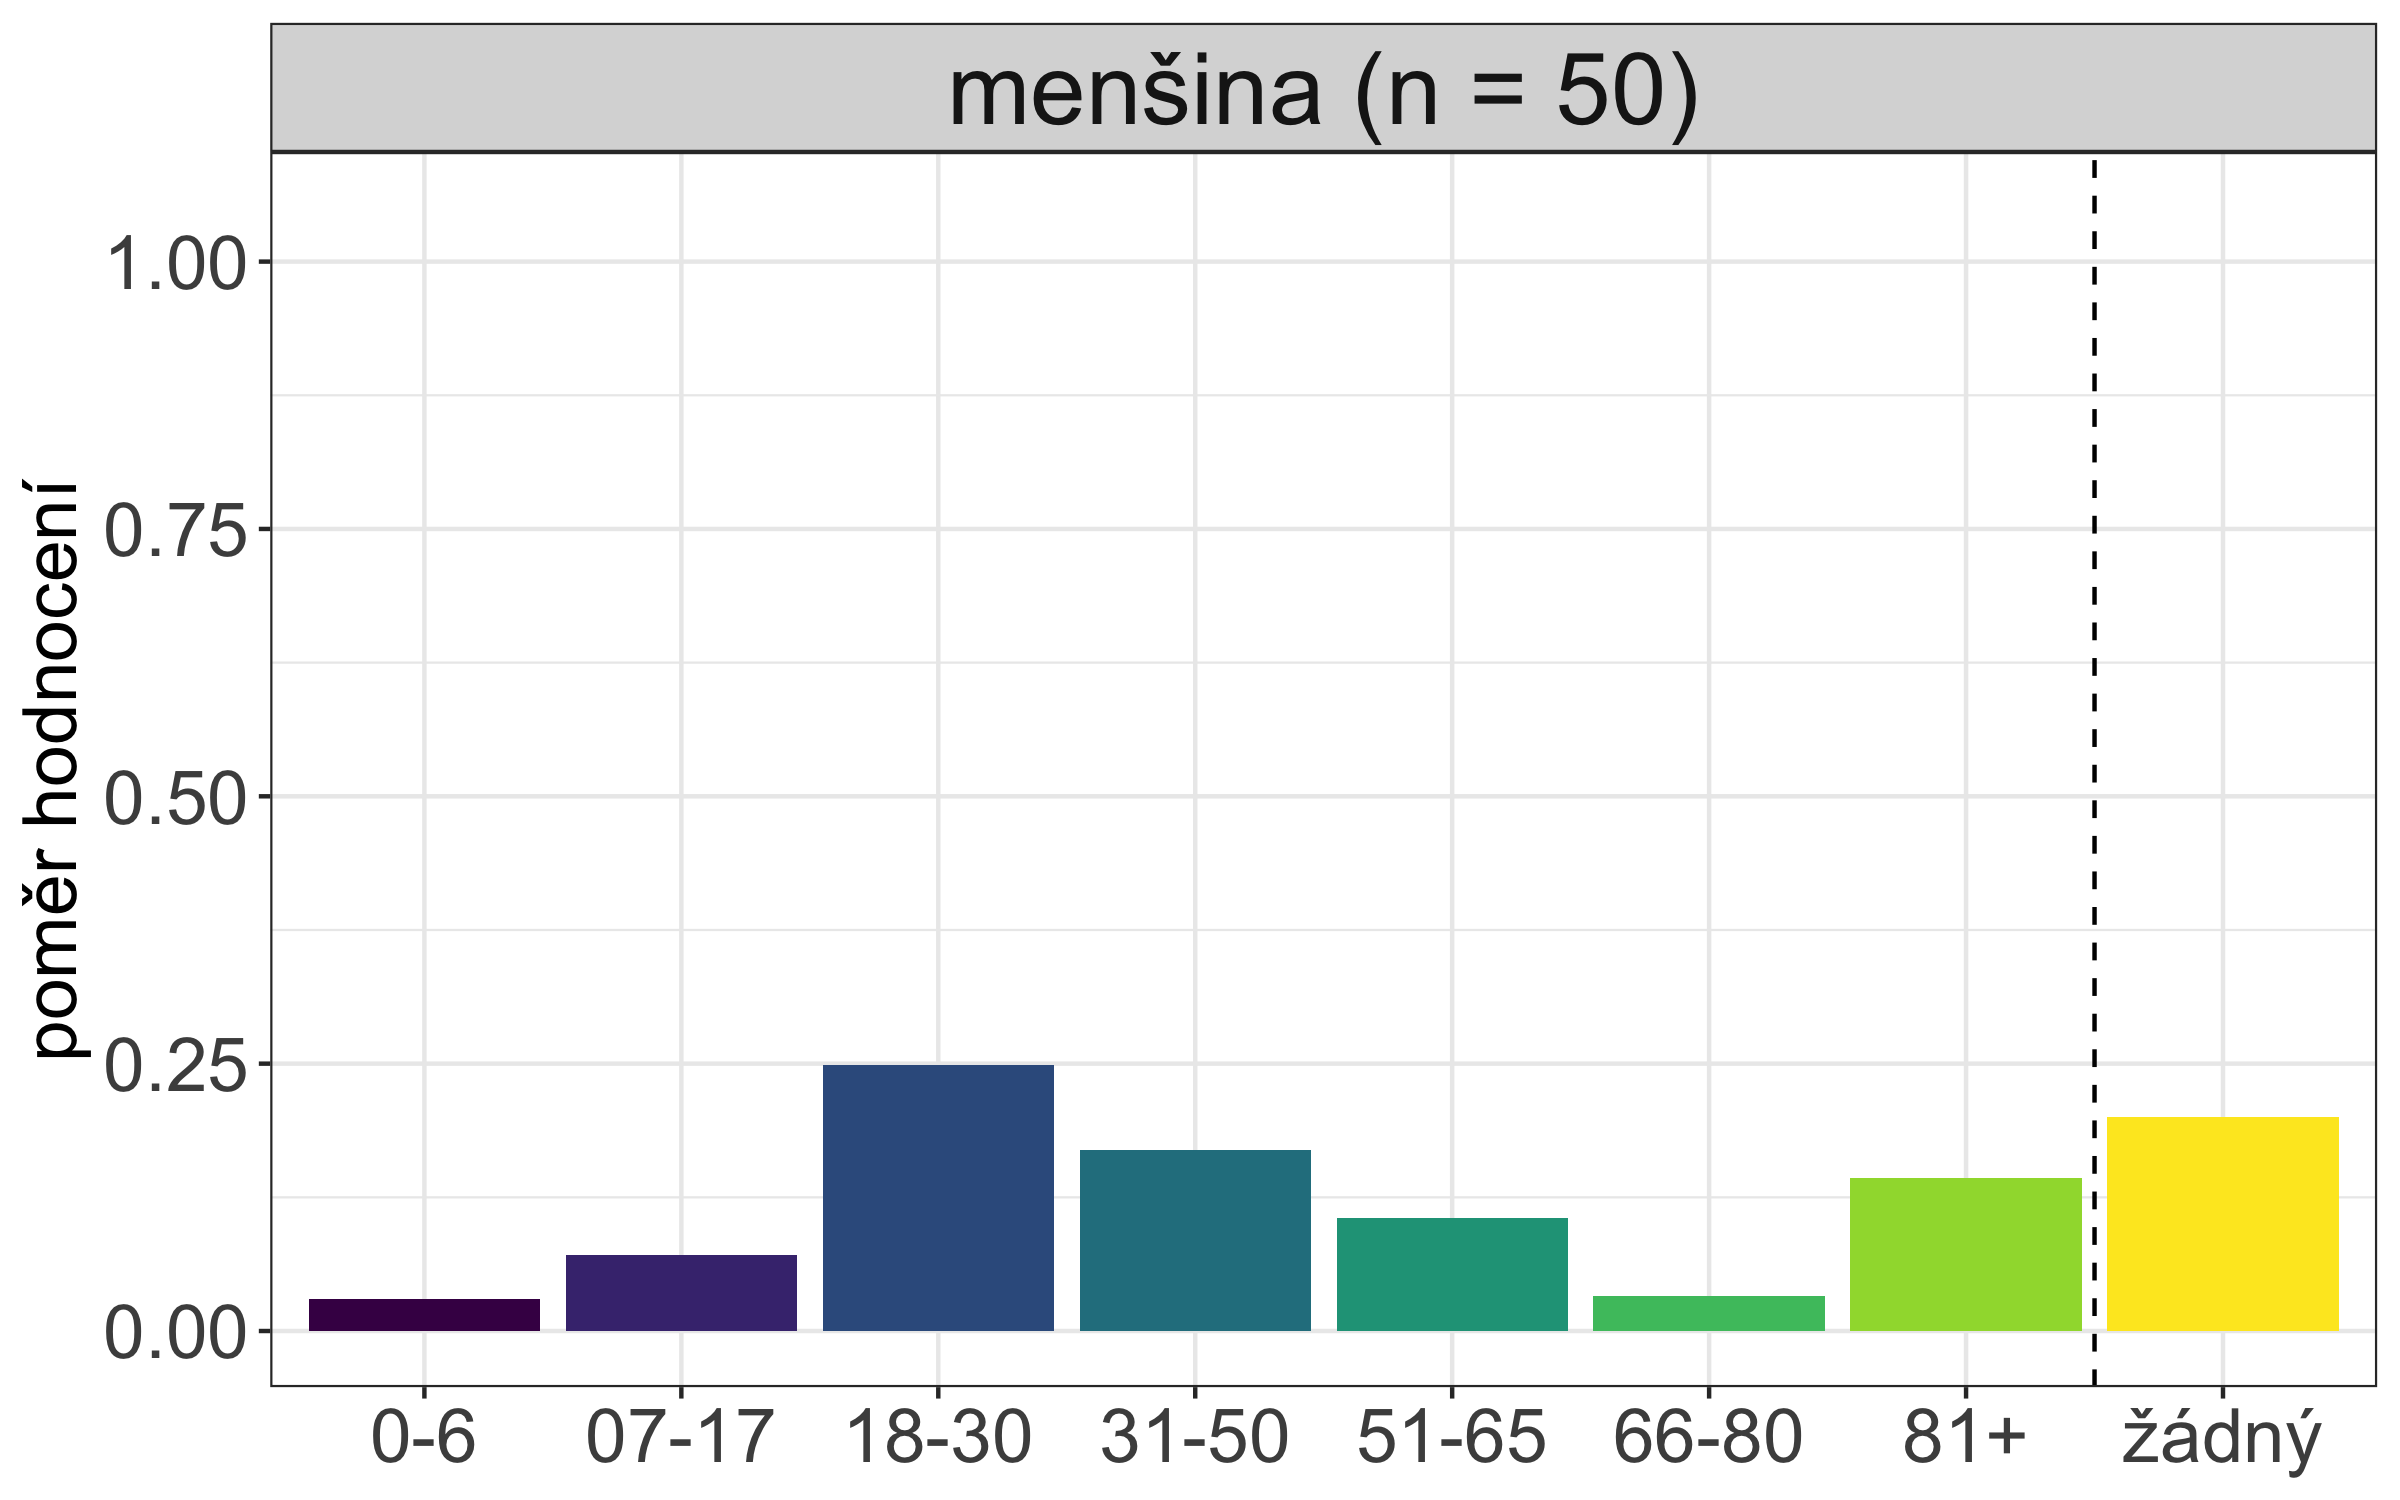 menšina (n = 50)
poměr hodnocení
1.00
0.75
0.50
0.25
0.00
0-6 07-17 18-30 31-50 51-65 66-80 81+ žádný